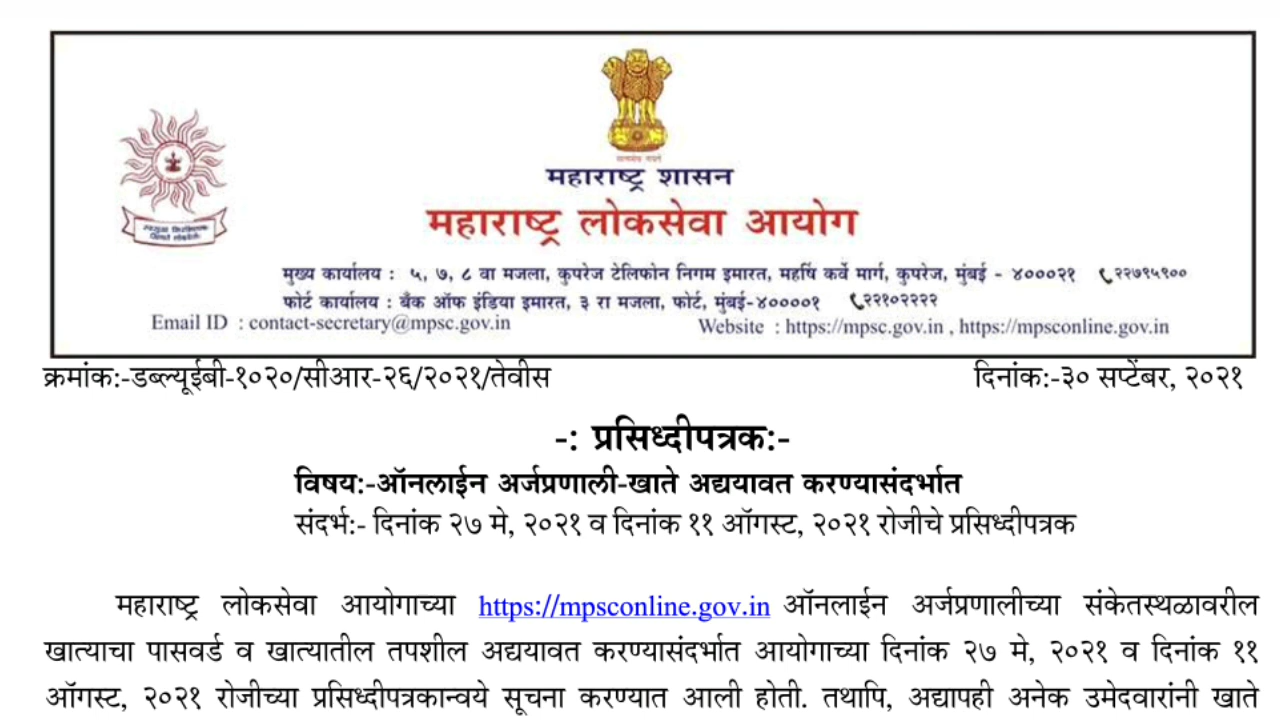 महाराष्ट्र शासन
महाराष्ट्र लोकसेवा आयोग
मुख्य कार्यालय : ५, ७, ८ वा मजला, कुपरेज टेलिफोन निगम इमारत, महर्षि कर्वे मार्ग, कुपरेज, मुंबई - ४०००२१ २२७९५९००
फोर्ट कार्यालय : बँक ऑफ इंडिया इमारत, ३ रा मजला, फोर्ट, मुंबई-४००००१ २२१०२२२२
Email ID : contact-secretary@mpsc.gov.in Website : https://mpsc.gov.in , https://mpsconline.gov.in
क्रमांक:-डब्ल्यूईबी-१०२०/सीआर-२६/२०२१/तेवीस दिनांक:-३० सप्टेंबर, २०२१
-: प्रसिध्दीपत्रक:-
विषय:-ऑनलाईन अर्जप्रणाली-खाते अद्ययावत करण्यासंदर्भात
संदर्भ:- दिनांक २७ मे, २०२१ व दिनांक ११ ऑगस्ट, २०२१ रोजीचे प्रसिध्दीपत्रक
महाराष्ट्र लोकसेवा आयोगाच्या https://mpsconline.gov.in ऑनलाईन अर्जप्रणालीच्या संकेतस्थळावरील
खात्याचा पासवर्ड व खात्यातील तपशील अद्ययावत करण्यासंदर्भात आयोगाच्या दिनांक २७ मे, २०२१ व दिनांक ११
ऑगस्ट, २०२१ रोजीच्या प्रसिध्दीपत्रकान्वये सूचना करण्यात आली होती. तथापि, अद्यापही अनेक उमेदवारांनी खाते